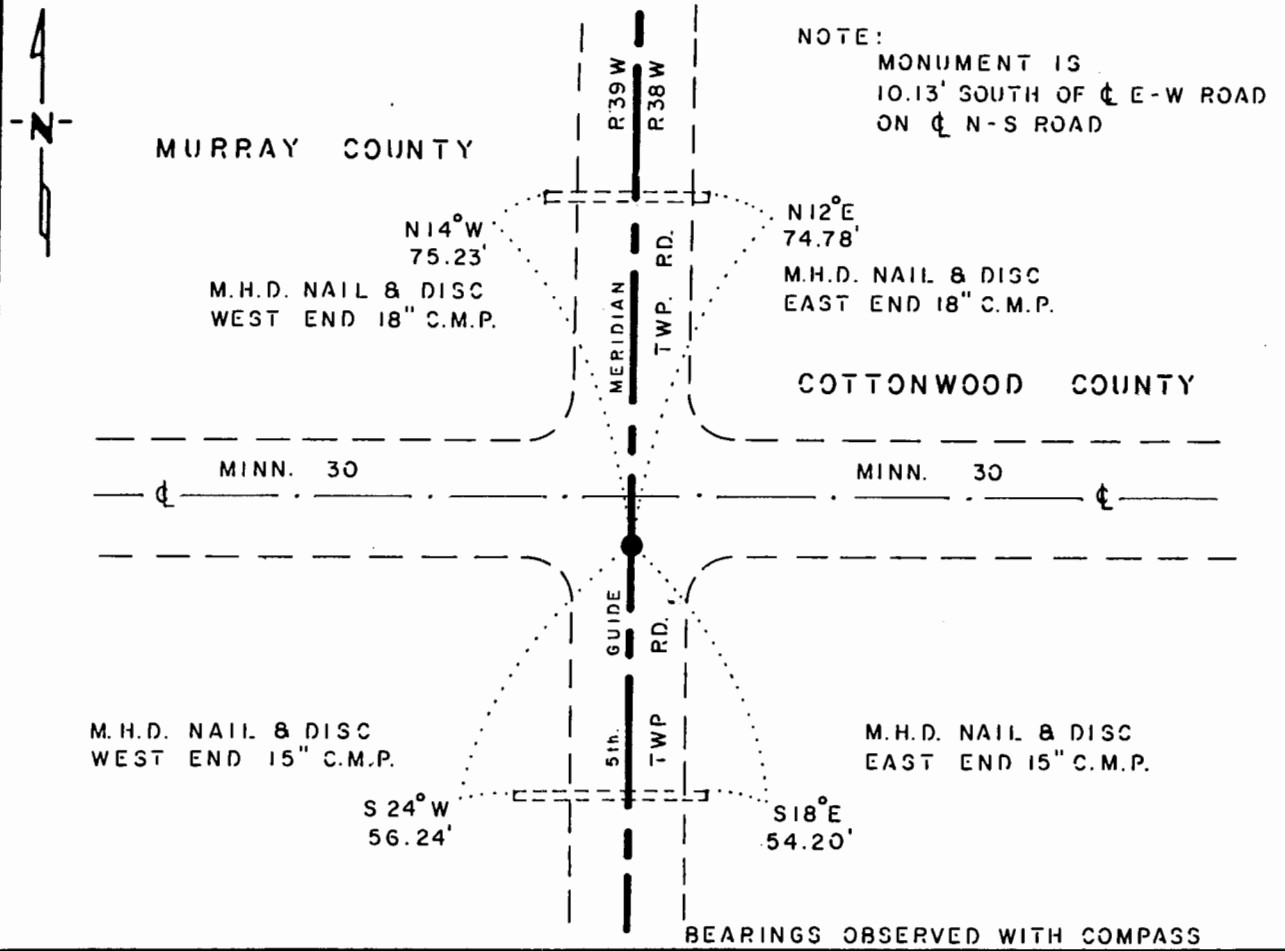 NOTE:
MONUMENT IS
10.13' SOUTH OF ℄ E-W ROAD
ON ℄ N-S ROAD
N
MURRAY COUNTY
R39W
R38W
N14°W
75.23'
M.H.D. NAIL & DISC
WEST END 18" C.M.P.
N12°E
74.78'
M.H.D. NAIL & DISC
EAST END 18" C.M.P.
MERIDIAN
TWP. RD.
COTTONWOOD COUNTY
MINN. 30
MINN. 30
℄
℄
GUIDE
RD.
5th.
TWP
M.H.D. NAIL & DISC
WEST END 15" C.M.P.
S 24° W
56.24'
M.H.D. NAIL & DISC
EAST END 15" C.M.P.
S18°E
54.20'
BEARINGS OBSERVED WITH COMPASS